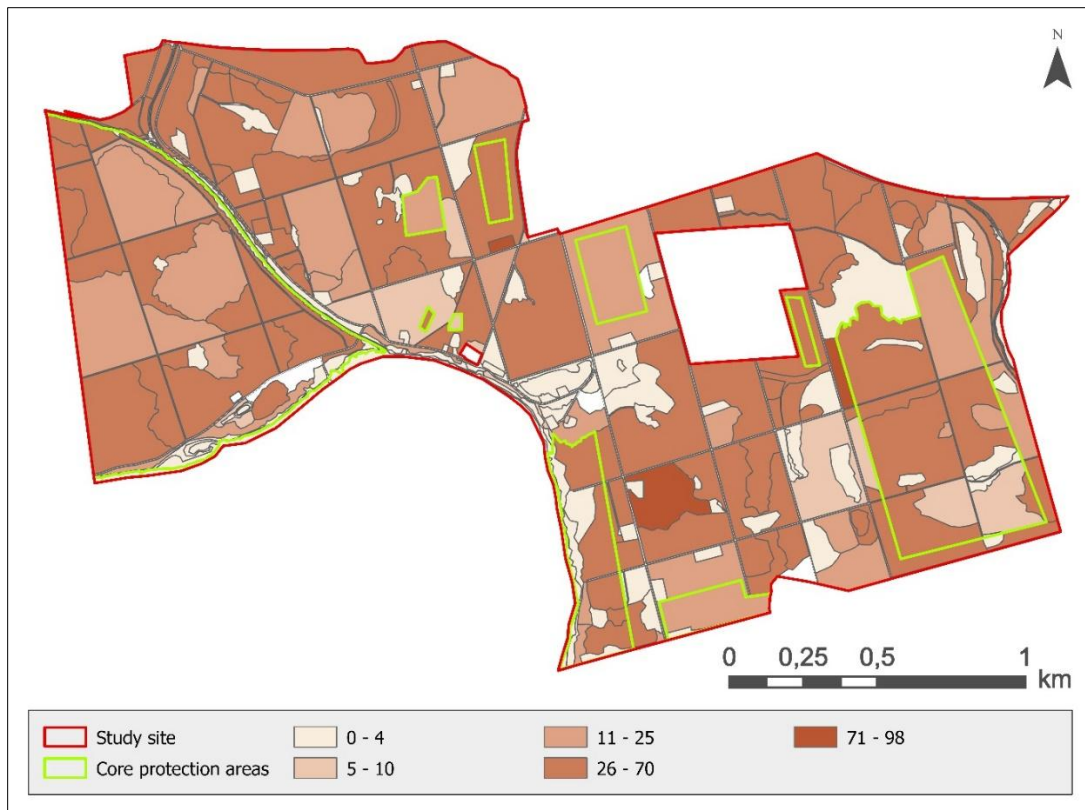 N
0 0,25 0,5 1
km
Study site 0 - 4 11 - 25 71 - 98
Core protection areas 5 - 10 26 - 70